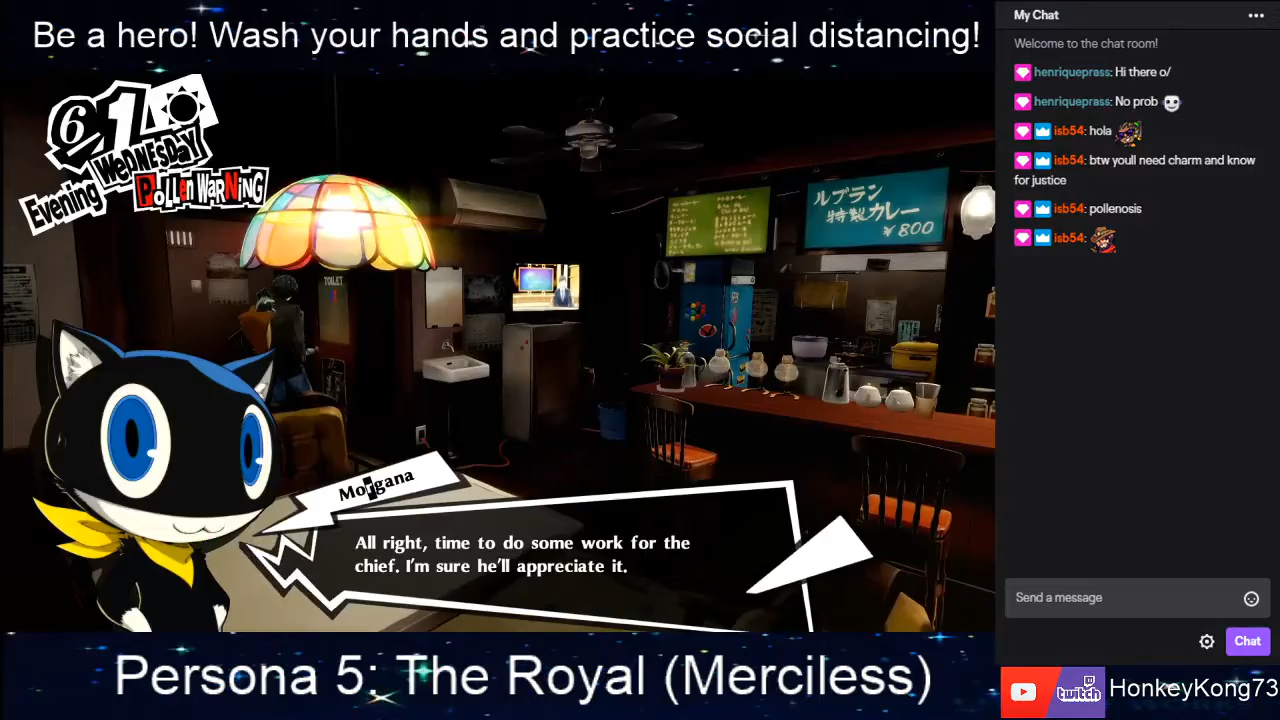 Be a hero! Wash your hands and practice social distancing!
6/1
Wednesday
Evening
Pollen Warning
TOILET
ルブラン
特製カレー
¥800
Morgana
All right, time to do some work for the
chief. I'm sure he'll appreciate it.
Persona 5: The Royal (Merciless)
My Chat
Welcome to the chat room!
henriqueprass: Hi there o/
henriqueprass: No prob
isb54: hola
isb54: btw youll need charm and know
for justice
isb54: pollenosis
isb54:
Send a message
Chat
twitch
HonkeyKong73